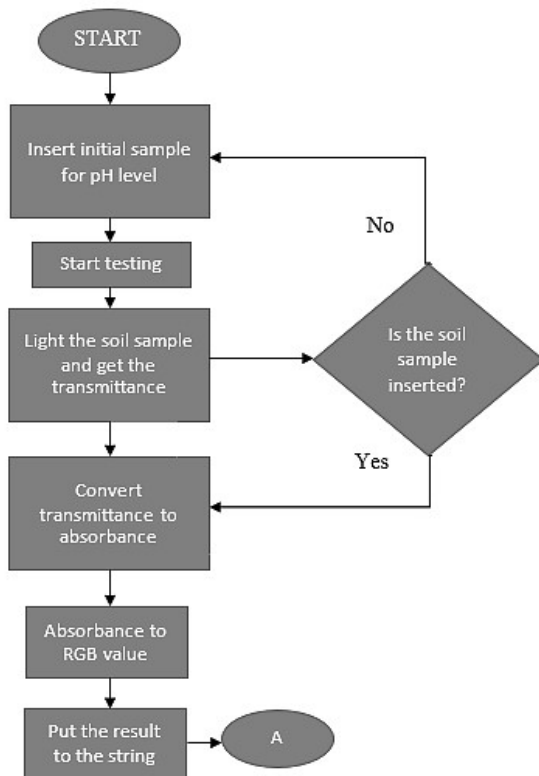 START
Insert initial sample
for pH level
No
Start testing
Light the soil sample
and get the
transmittance
Is the soil
sample
inserted?
Yes
Convert
transmittance to
absorbance
Absorbance to
RGB value
Put the result
to the string
A